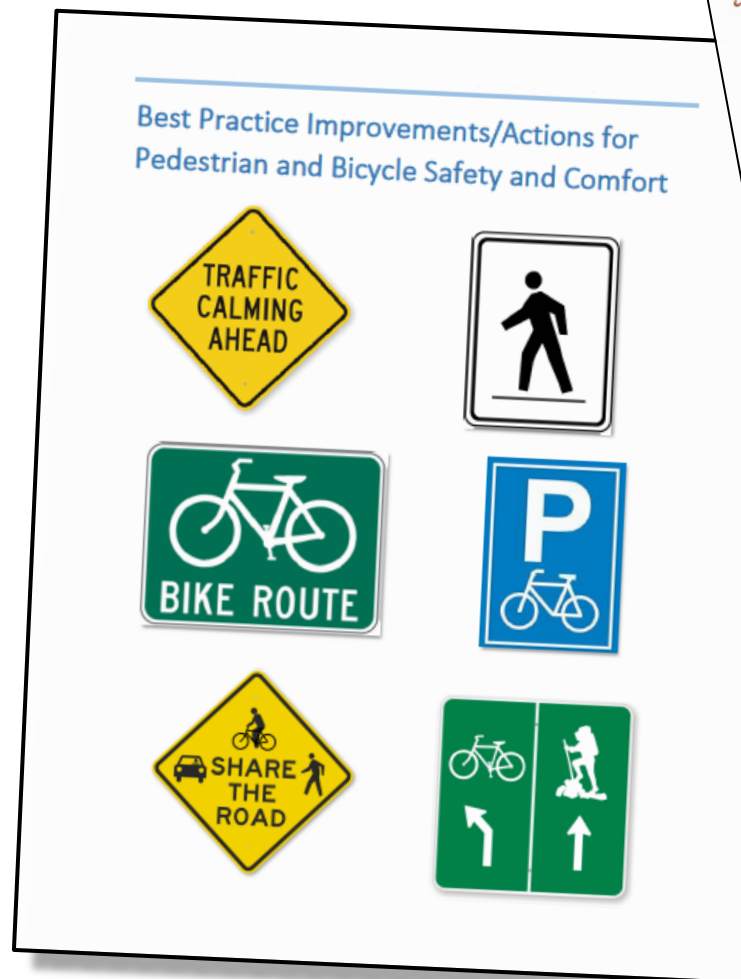 Best Practice Improvements/Actions for
Pedestrian and Bicycle Safety and Comfort
TRAFFIC
CALMING
AHEAD
BIKE ROUTE
P
SHARE
THE
ROAD